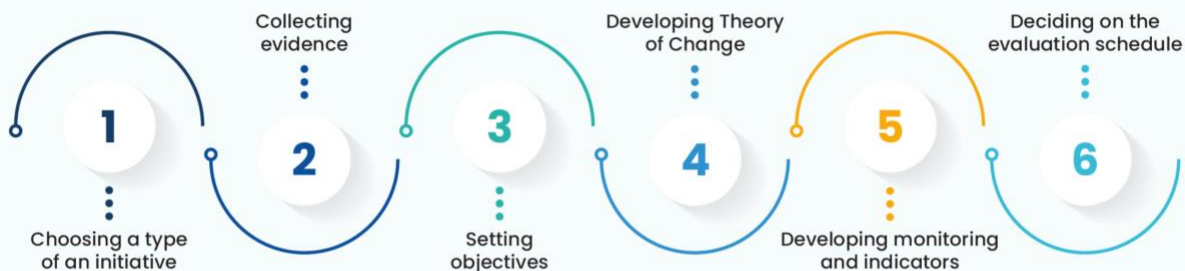 1
Choosing a type
of an initiative
Collecting
evidence
2
3
Setting
objectives
Developing Theory
of Change
4
5
Developing monitoring
and indicators
Deciding on the
evaluation schedule
6